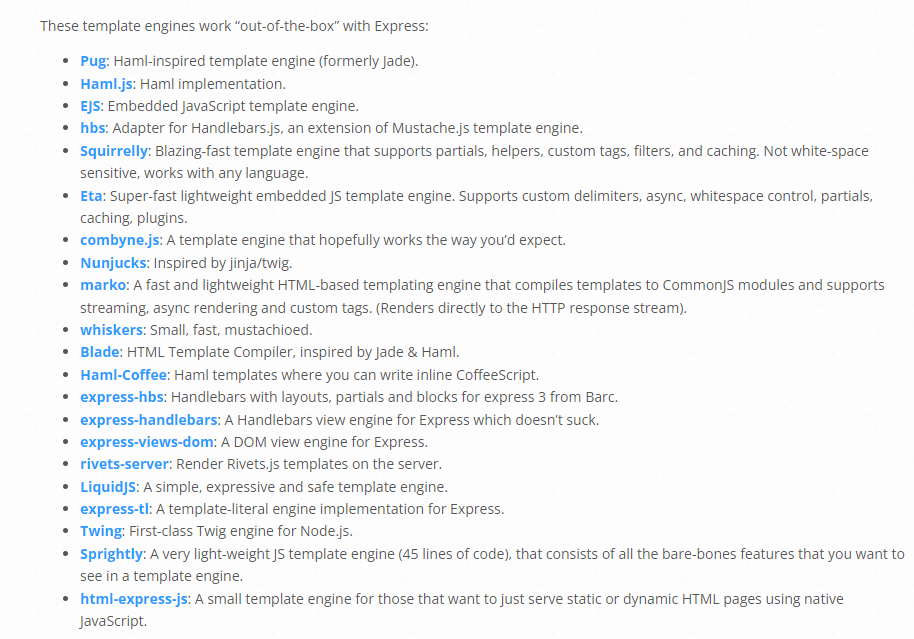 These template engines work “out-of-the-box” with Express:
• Pug: Haml-inspired template engine (formerly Jade).
• Haml.js: Haml implementation.
• EJS: Embedded JavaScript template engine.
• hbs: Adapter for Handlebars.js, an extension of Mustache.js template engine.
• Squirrelly: Blazing-fast template engine that supports partials, helpers, custom tags, filters, and caching. Not white-space
sensitive, works with any language.
• Eta: Super-fast lightweight embedded JS template engine. Supports custom delimiters, async, whitespace control, partials,
caching, plugins.
• combyne.js: A template engine that hopefully works the way you’d expect.
• Nunjucks: Inspired by jinja/twig.
• marko: A fast and lightweight HTML-based templating engine that compiles templates to CommonJS modules and supports
streaming, async rendering and custom tags. (Renders directly to the HTTP response stream).
• whiskers: Small, fast, mustachioed.
• Blade: HTML Template Compiler, inspired by Jade & Haml.
• Haml-Coffee: Haml templates where you can write inline CoffeeScript.
• express-hbs: Handlebars with layouts, partials and blocks for express 3 from Barc.
• express-handlebars: A Handlebars view engine for Express which doesn’t suck.
• express-views-dom: A DOM view engine for Express.
• rivets-server: Render Rivets.js templates on the server.
• LiquidJS: A simple, expressive and safe template engine.
• express-tl: A template-literal engine implementation for Express.
• Twing: First-class Twig engine for Node.js.
• Sprightly: A very light-weight JS template engine (45 lines of code), that consists of all the bare-bones features that you want to
see in a template engine.
• html-express-js: A small template engine for those that want to just serve static or dynamic HTML pages using native
JavaScript.